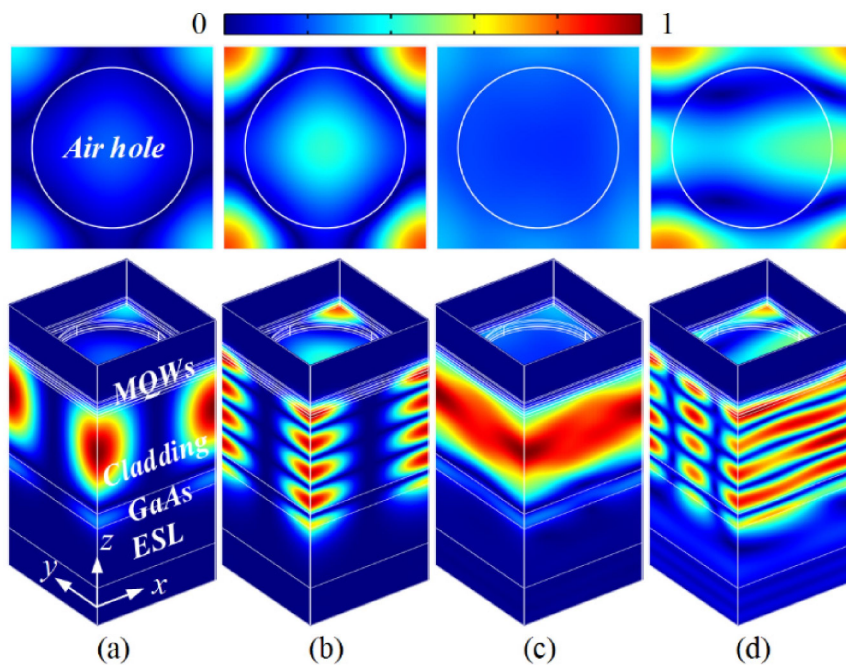 0 1
Air hole
MQWs
Cladding
GaAs
ESL
z
y x
(a) (b) (c) (d)